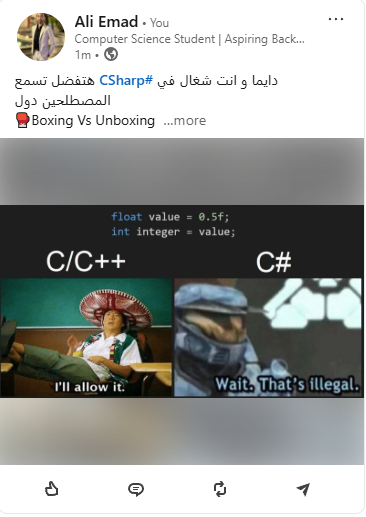 Ali Emad • You
Computer Science Student | Aspiring Back...
1m •
دايما و انت شغال في #CSharp هتفضل تسمع
المصطلحين دول
🥊Boxing Vs Unboxing ...more
float value = 0.5f;
int integer = value;
C/C++
C#
I'll allow it.
Wait. That's illegal.